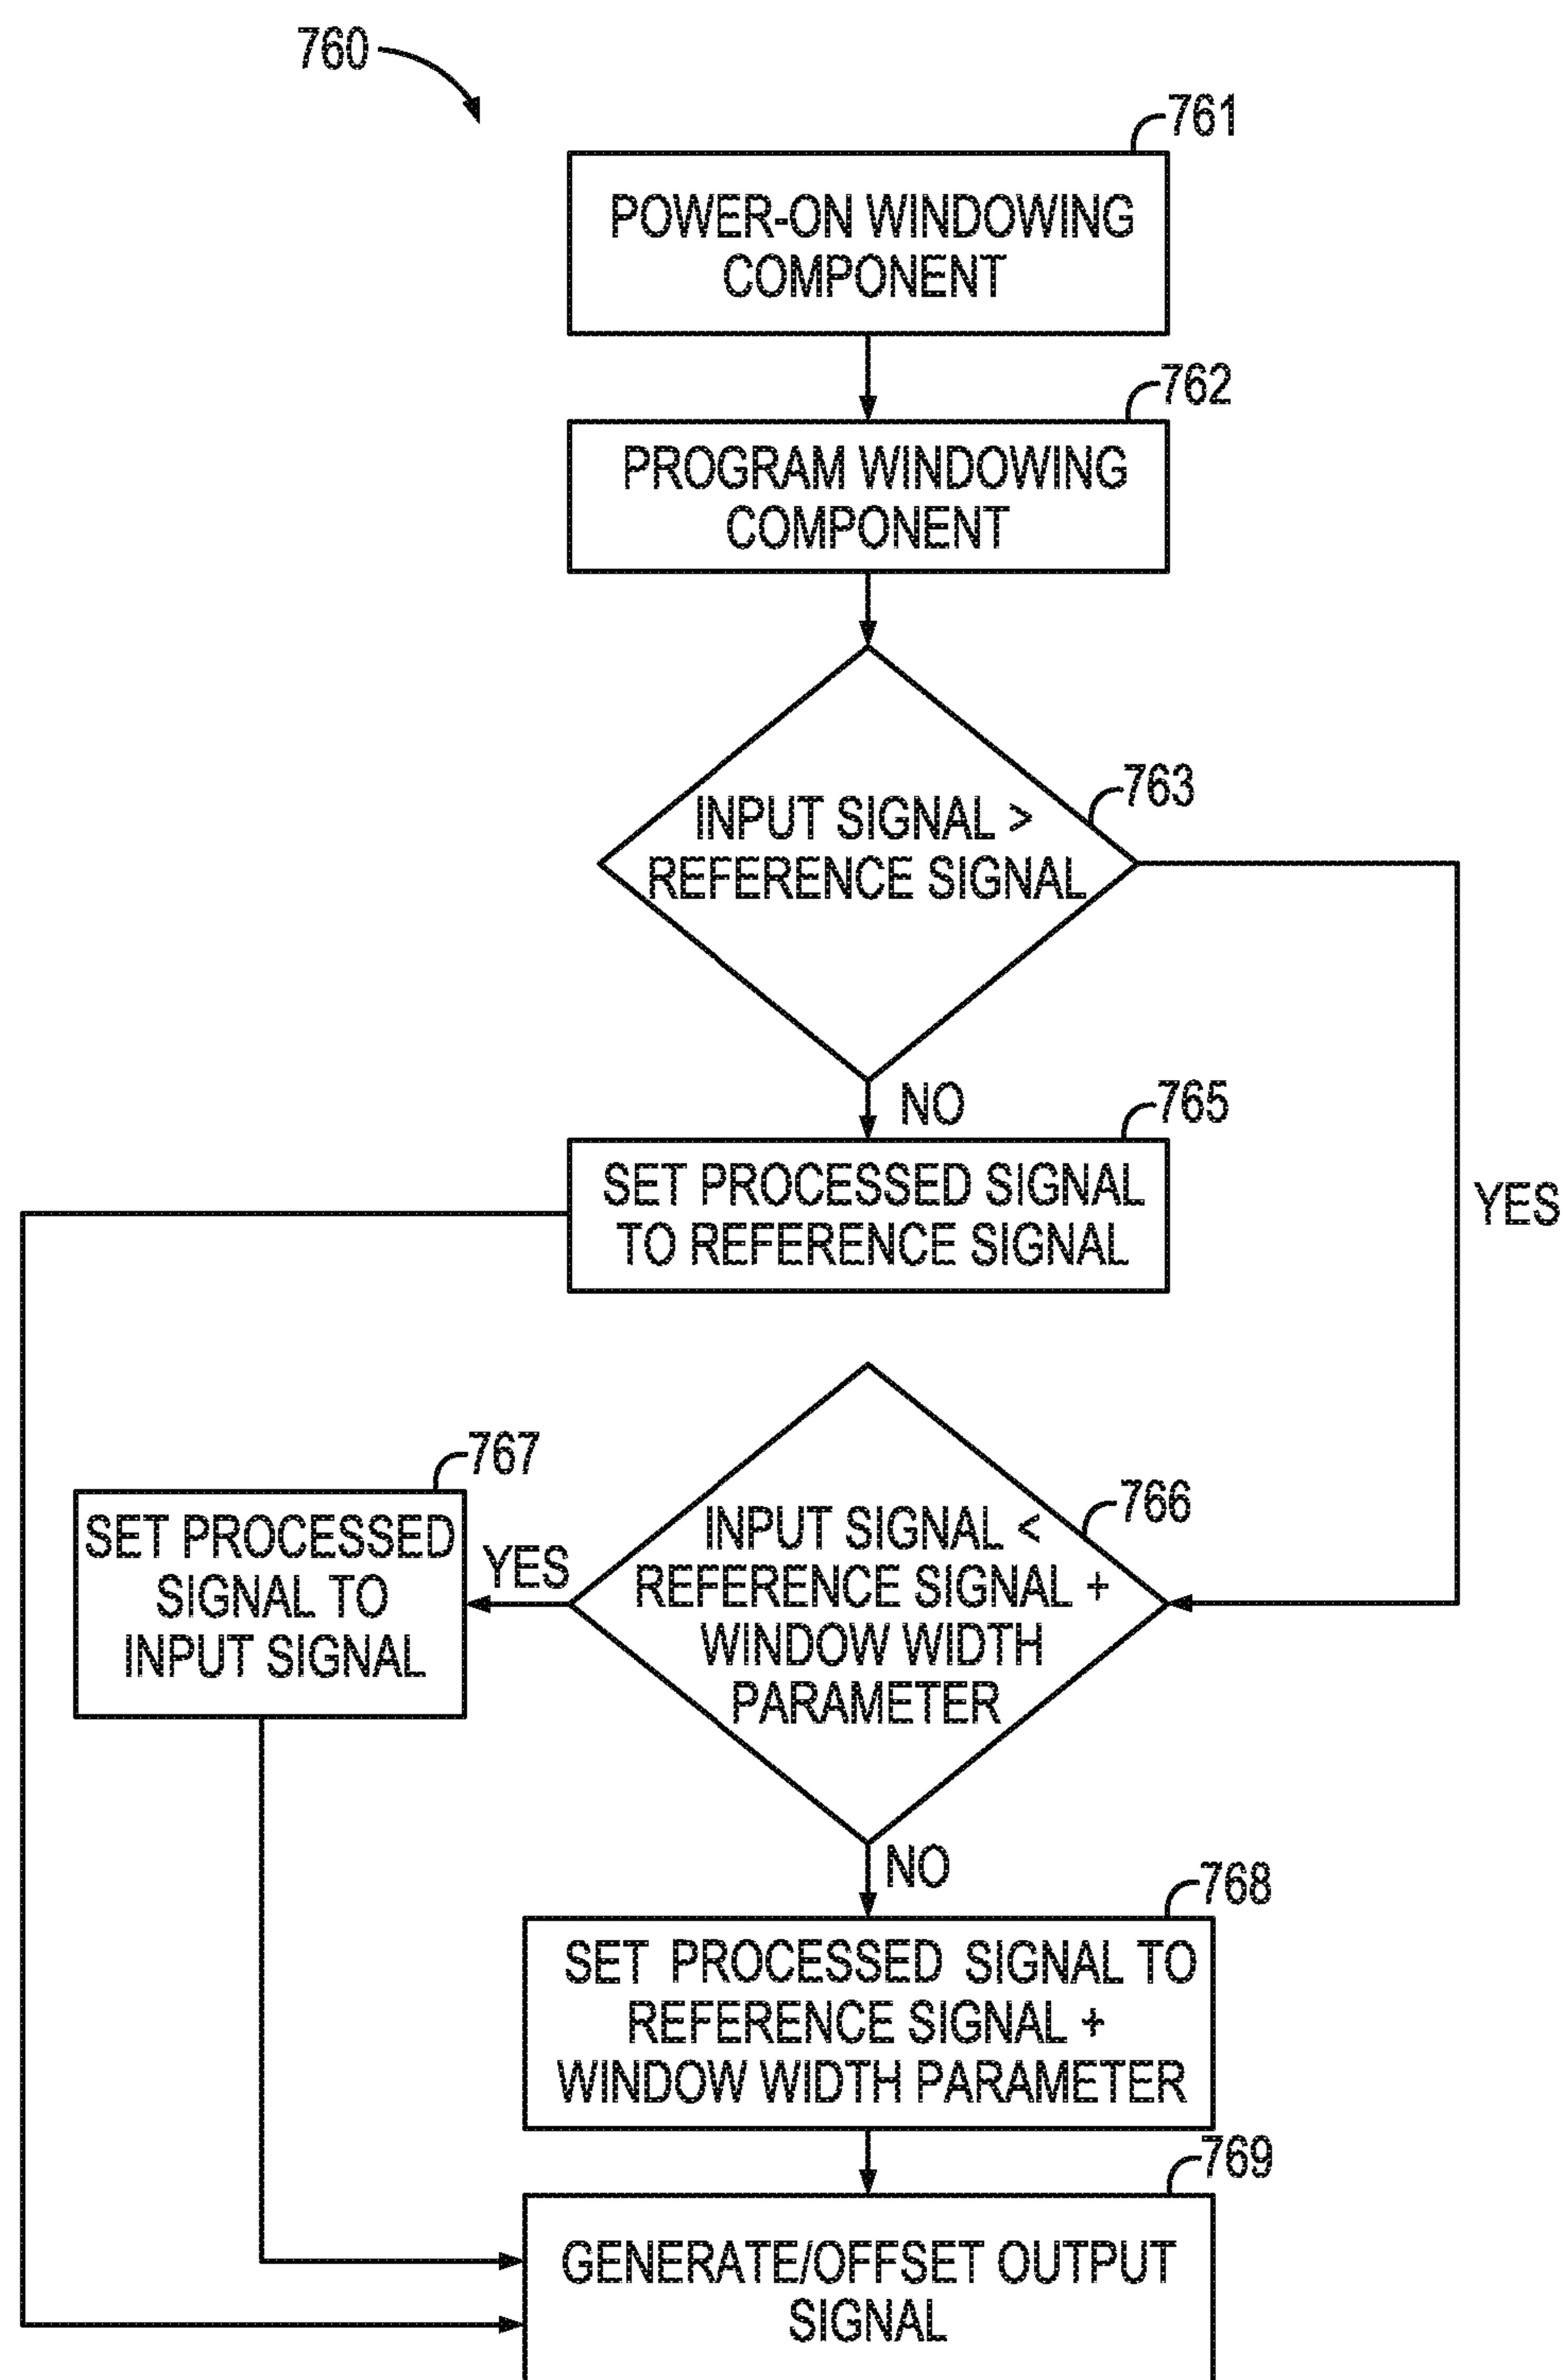 760
761
POWER-ON WINDOWING
COMPONENT
762
PROGRAM WINDOWING
COMPONENT
763
INPUT SIGNAL >
REFERENCE SIGNAL
NO
YES
765
SET PROCESSED SIGNAL
TO REFERENCE SIGNAL
766
INPUT SIGNAL <
REFERENCE SIGNAL +
WINDOW WIDTH
PARAMETER
YES
767
SET PROCESSED
SIGNAL TO
INPUT SIGNAL
NO
768
SET PROCESSED SIGNAL TO
REFERENCE SIGNAL +
WINDOW WIDTH PARAMETER
769
GENERATE/OFFSET OUTPUT
SIGNAL